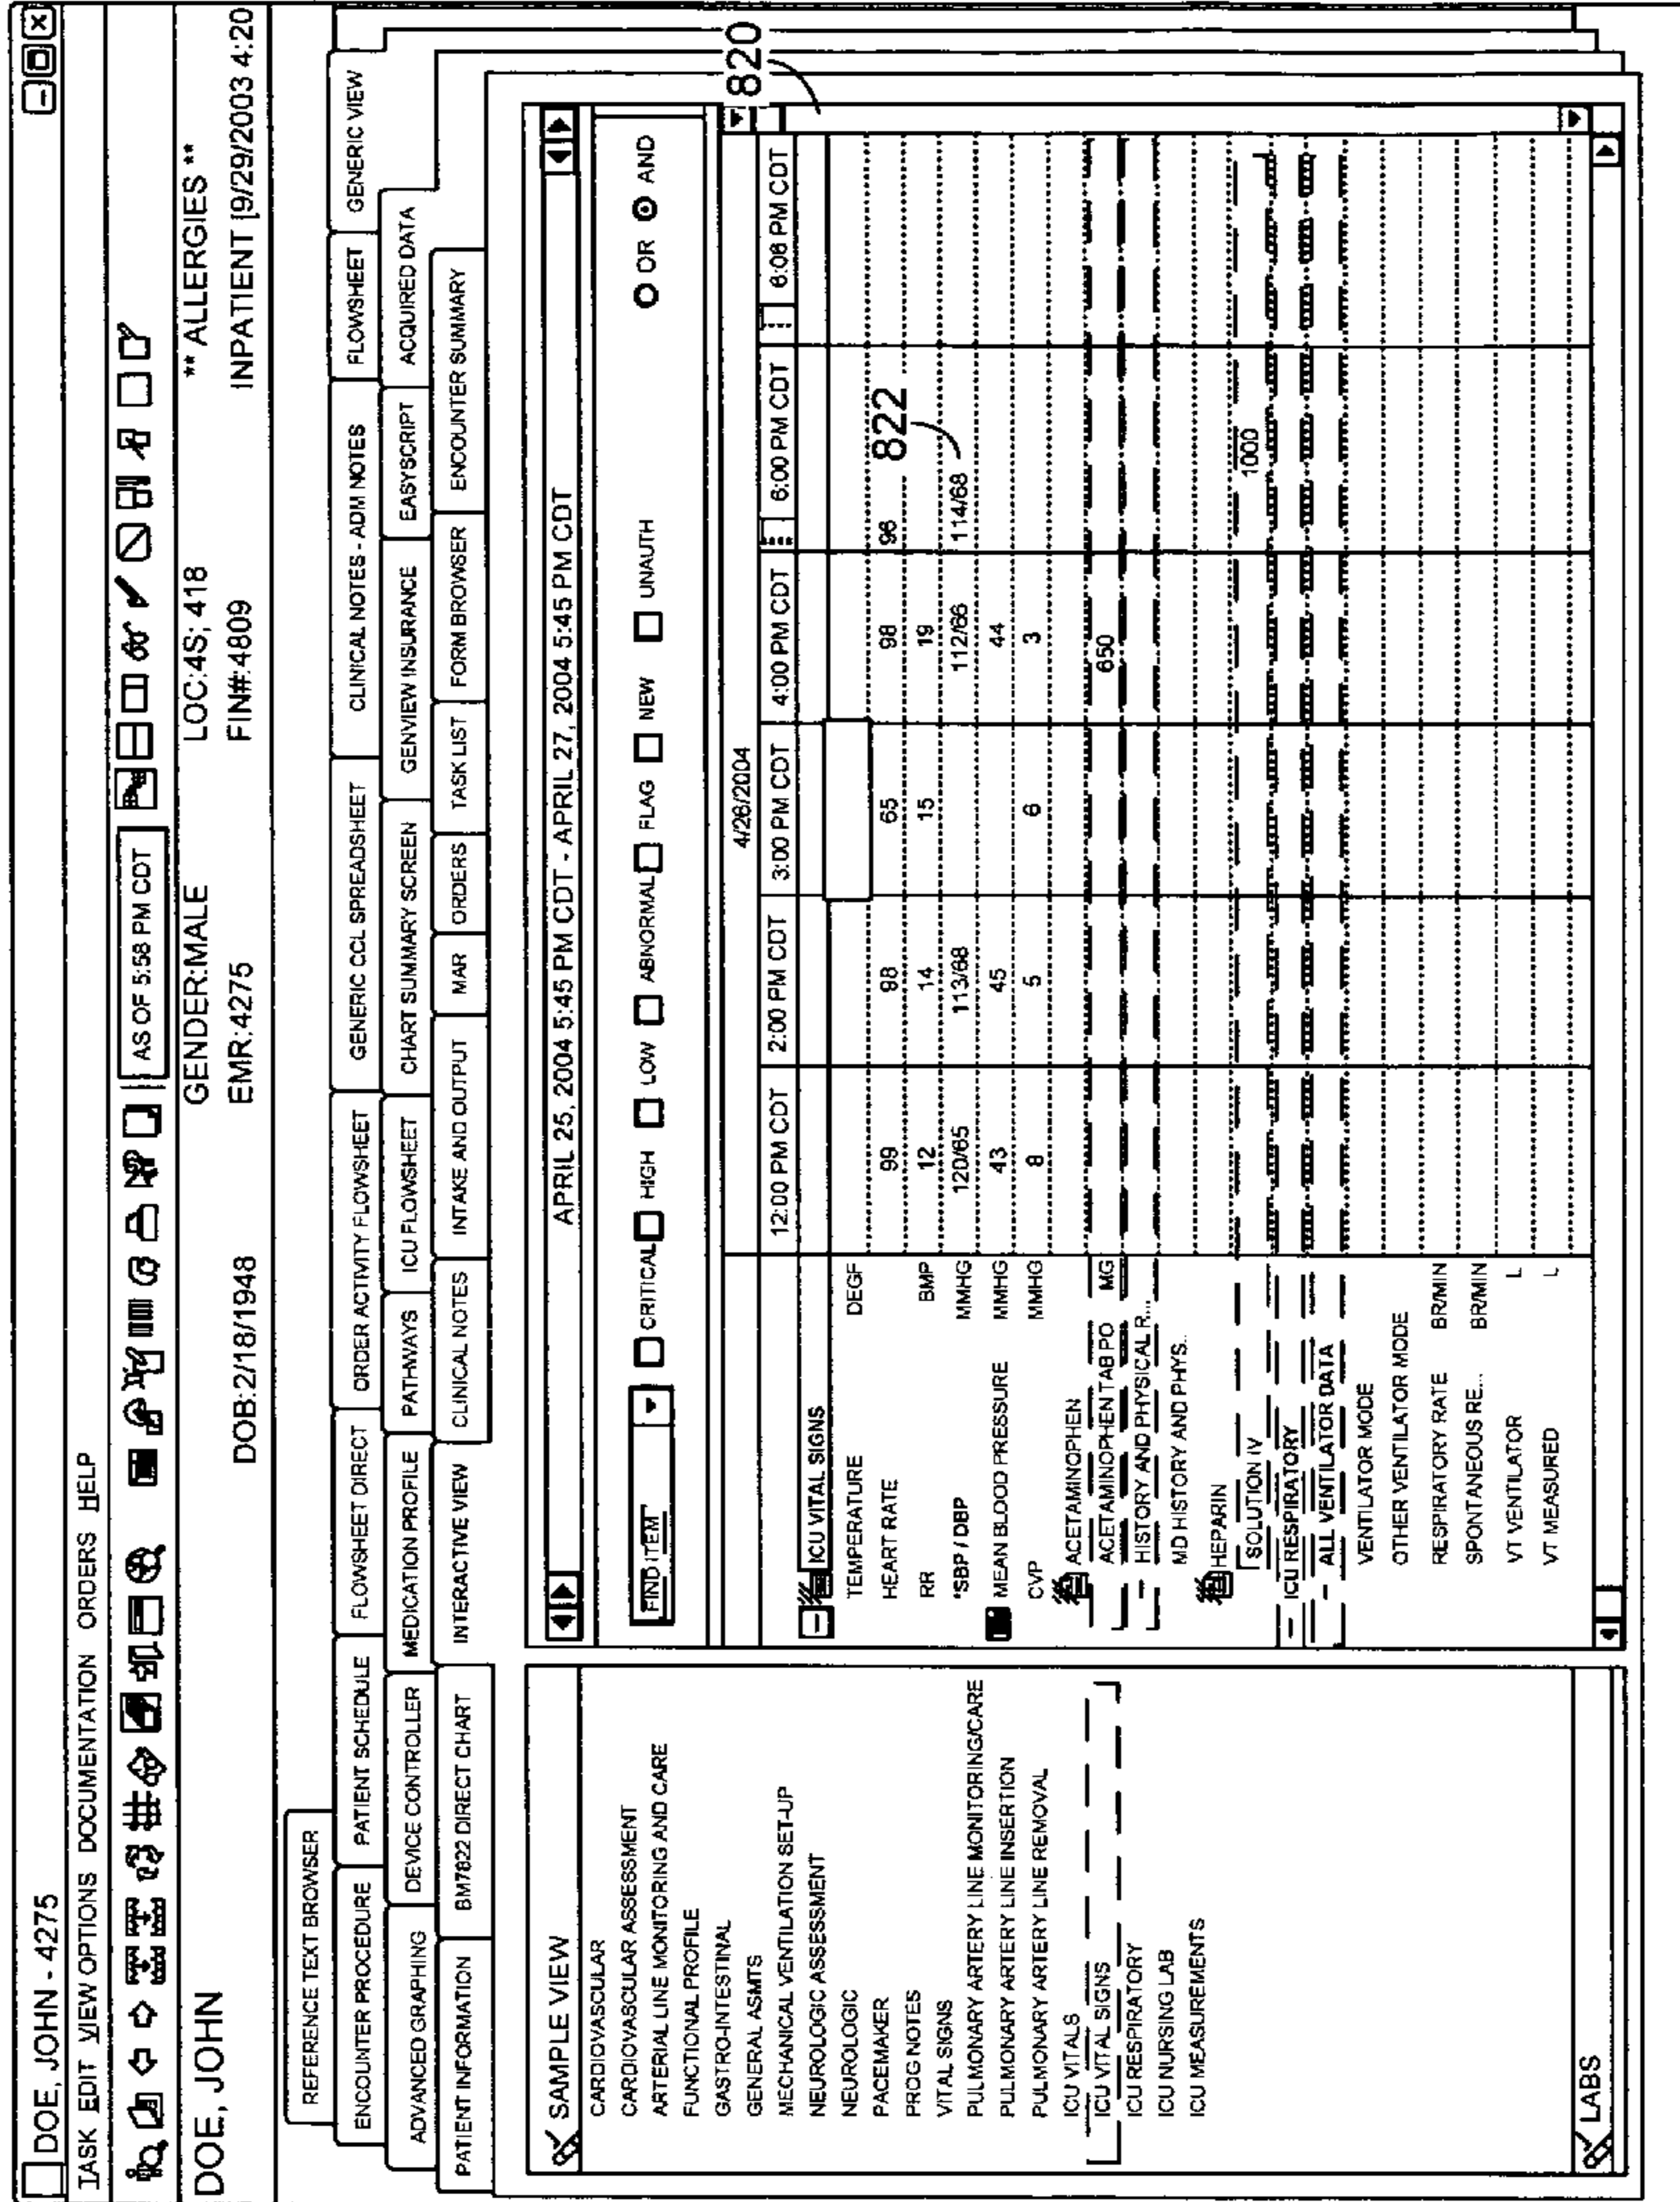 DOE, JOHN - 4275
TASK EDIT VIEW OPTIONS DOCUMENTATION ORDERS HELP
AS OF 5:58 PM CDT
DOE, JOHN DOB:2/18/1948 GENDER:MALE LOC:4S; 418 ** ALLERGIES **
EMR:4275 FIN#:4809 INPATIENT [9/29/2003 4:20
REFERENCE TEXT BROWSER
ENCOUNTER PROCEDURE PATIENT SCHEDULE FLOWSHEET DIRECT ORDER ACTIVITY FLOWSHEET GENERIC CCL SPREADSHEET CLINICAL NOTES - ADM NOTES FLOWSHEET GENERIC VIEW
ADVANCED GRAPHING DEVICE CONTROLLER MEDICATION PROFILE PATHWAYS ICU FLOWSHEET CHART SUMMARY SCREEN GENVIEW INSURANCE EASYSCRIPT ACQUIRED DATA
PATIENT INFORMATION BM7822 DIRECT CHART INTERACTIVE VIEW CLINICAL NOTES INTAKE AND OUTPUT MAR ORDERS TASK LIST FORM BROWSER ENCOUNTER SUMMARY
SAMPLE VIEW
CARDIOVASCULAR
CARDIOVASCULAR ASSESSMENT
ARTERIAL LINE MONITORING AND CARE
FUNCTIONAL PROFILE
GASTRO-INTESTINAL
GENERAL ASMTS
MECHANICAL VENTILATION SET-UP
NEUROLOGIC ASSESSMENT
NEUROLOGIC
PACEMAKER
PROG NOTES
VITAL SIGNS
PULMONARY ARTERY LINE MONITORING/CARE
PULMONARY ARTERY LINE INSERTION
PULMONARY ARTERY LINE REMOVAL
ICU VITALS
ICU VITAL SIGNS
ICU RESPIRATORY
ICU NURSING LAB
ICU MEASUREMENTS
LABS
APRIL 25, 2004 5:45 PM CDT - APRIL 27, 2004 5:45 PM CDT
FIND ITEM CRITICAL HIGH LOW ABNORMAL FLAG NEW UNAUTH OR AND
820
4/26/2004
12:00 PM CDT 2:00 PM CDT 3:00 PM CDT 4:00 PM CDT 6:00 PM CDT 6:06 PM CDT
ICU VITAL SIGNS
TEMPERATURE DEGF
HEART RATE 99 98 65 98 96
822
RR BMP 12 14 15 19
*SBP / DBP MMHG 120/65 113/68 112/66 114/68
MEAN BLOOD PRESSURE MMHG 43 45 44
CVP MMHG 8 5 6 3
ACETAMINOPHEN
ACETAMINOPHEN TAB PO MG 650
HISTORY AND PHYSICAL R...
MD HISTORY AND PHYS..
HEPARIN
SOLUTION IV 1000
ICU RESPIRATORY
ALL VENTILATOR DATA
VENTILATOR MODE
OTHER VENTILATOR MODE
RESPIRATORY RATE BR/MIN
SPONTANEOUS RE... BR/MIN
VT VENTILATOR L
VT MEASURED L